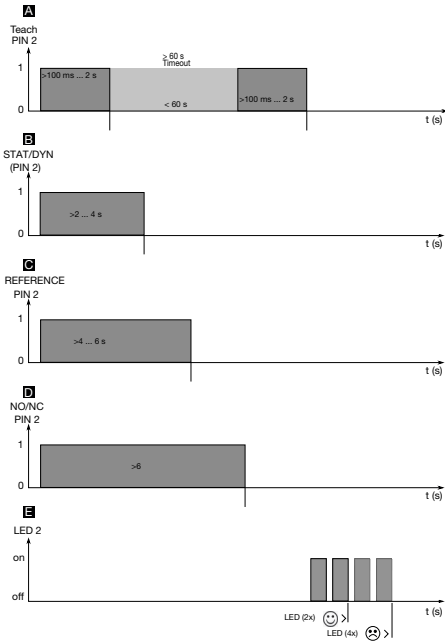 A
Teach
PIN 2
≥ 60 s
Timeout
1
>100 ms ... 2 s
< 60 s
>100 ms ... 2 s
0
t (s)
B
STAT/DYN
(PIN 2)
1
>2 ... 4 s
0
t (s)
C
REFERENCE
PIN 2
1
>4 ... 6 s
0
t (s)
D
NO/NC
PIN 2
1
>6
0
t (s)
E
LED 2
on
off
t (s)
LED (2x)
LED (4x)